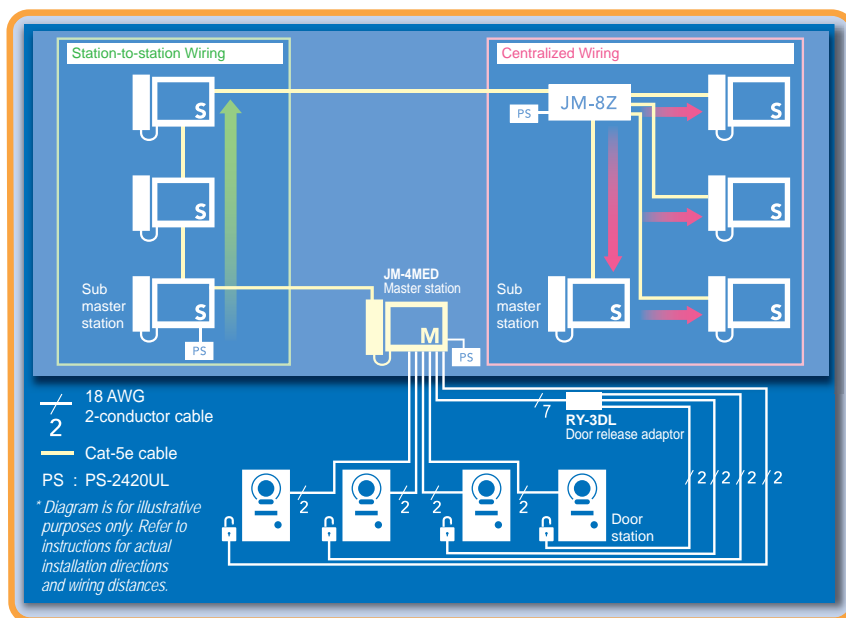 Station-to-station Wiring
Centralized Wiring
S
JM-8Z
S
PS
S
S
JM-4MED
Master station
Sub
master
station
S
M
Sub
master
station
S
S
PS
PS
2
18 AWG
2-conductor cable
7
RY-3DL
Door release adaptor
Cat-5e cable
PS : PS-2420UL
2
2
2
2
2
2
2
2
* Diagram is for illustrative
purposes only. Refer to
instructions for actual
installation directions
and wiring distances.
Door
station